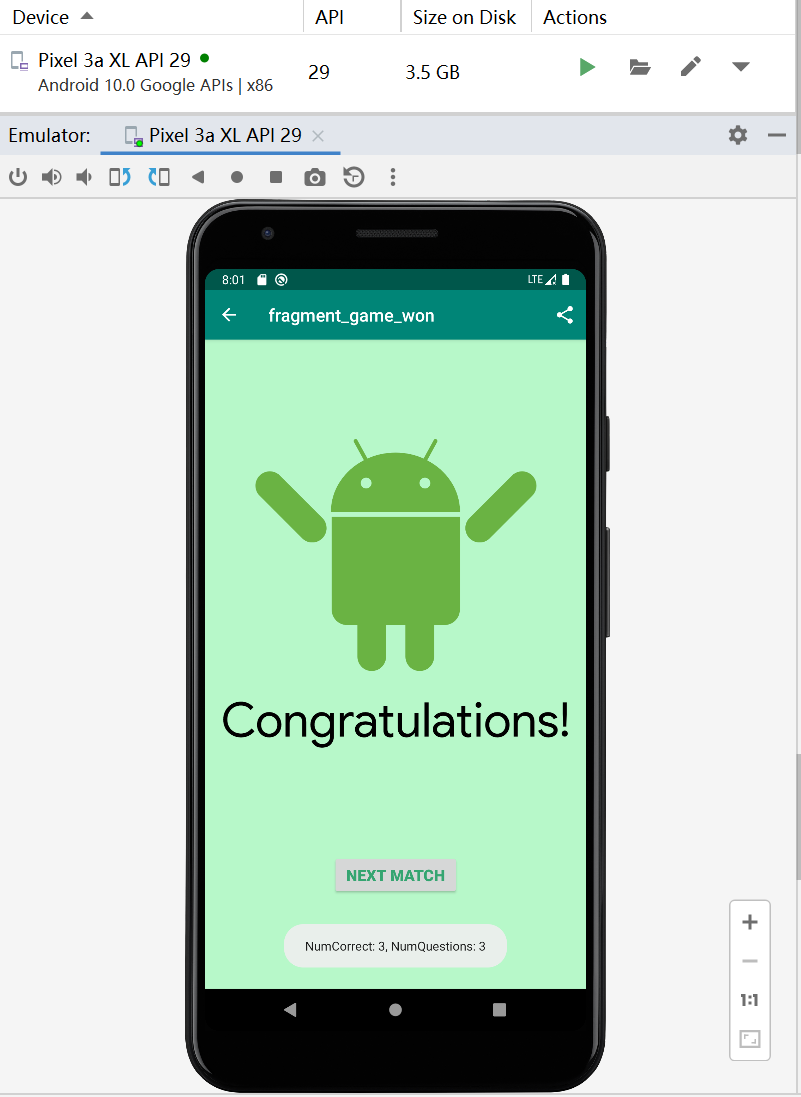 Device API Size on Disk Actions
Pixel 3a XL API 29 29 3.5 GB
Android 10.0 Google APIs | x86
Emulator: Pixel 3a XL API 29
8:01 LTE
fragment_game_won
Congratulations!
NEXT MATCH
NumCorrect: 3, NumQuestions: 3
1:1